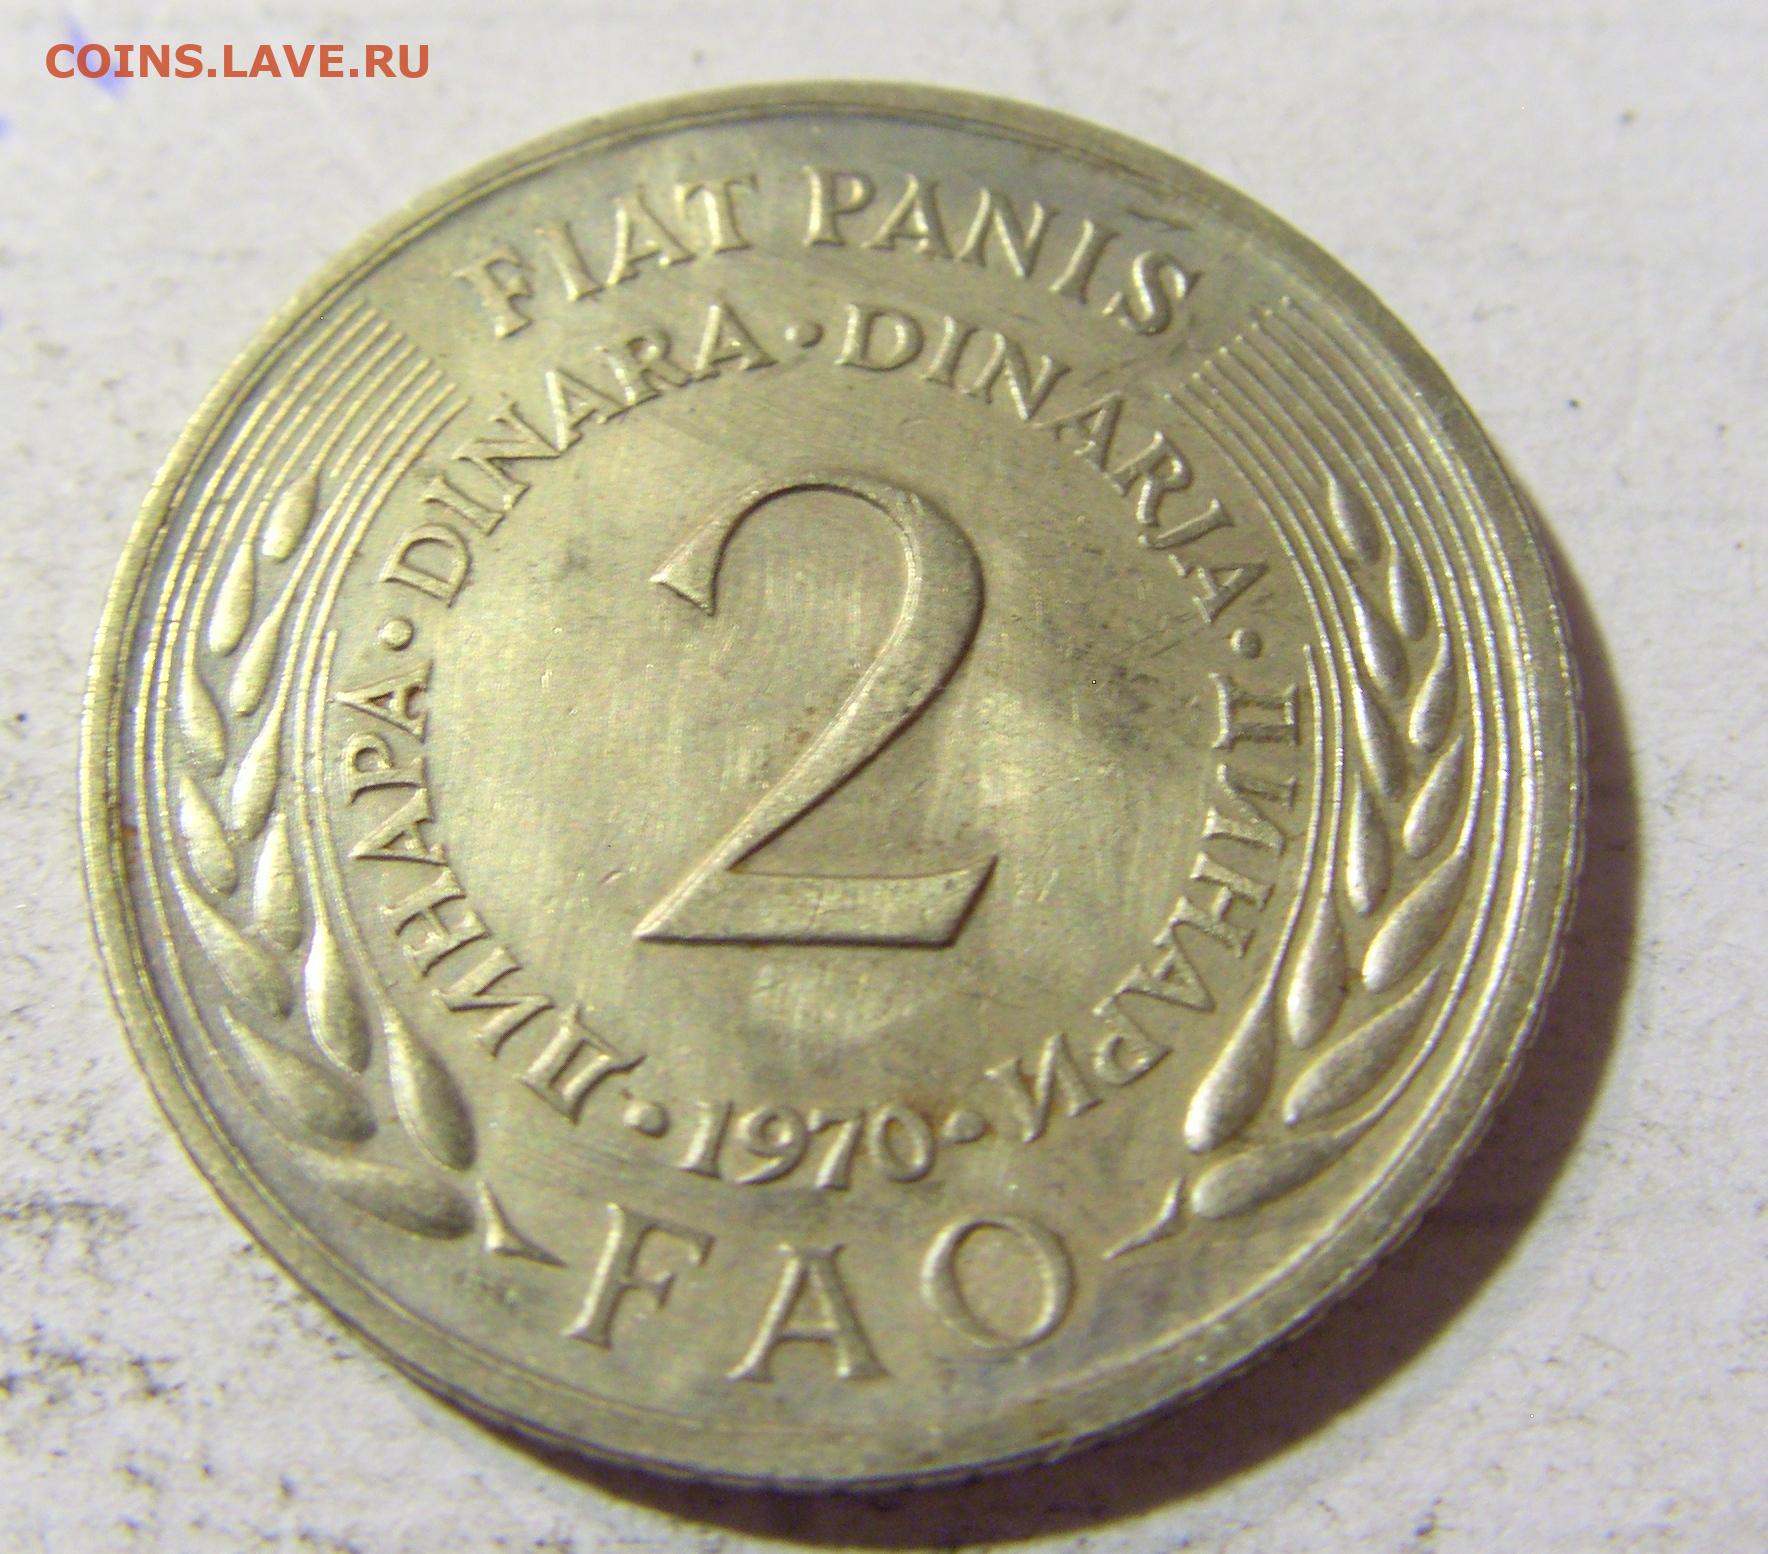 COINS.LAVE.RU
FIAT PANIS
ДИНАРА · DINARA · DINARJA · ДИНАРИ · 1970 ·
2
FAO